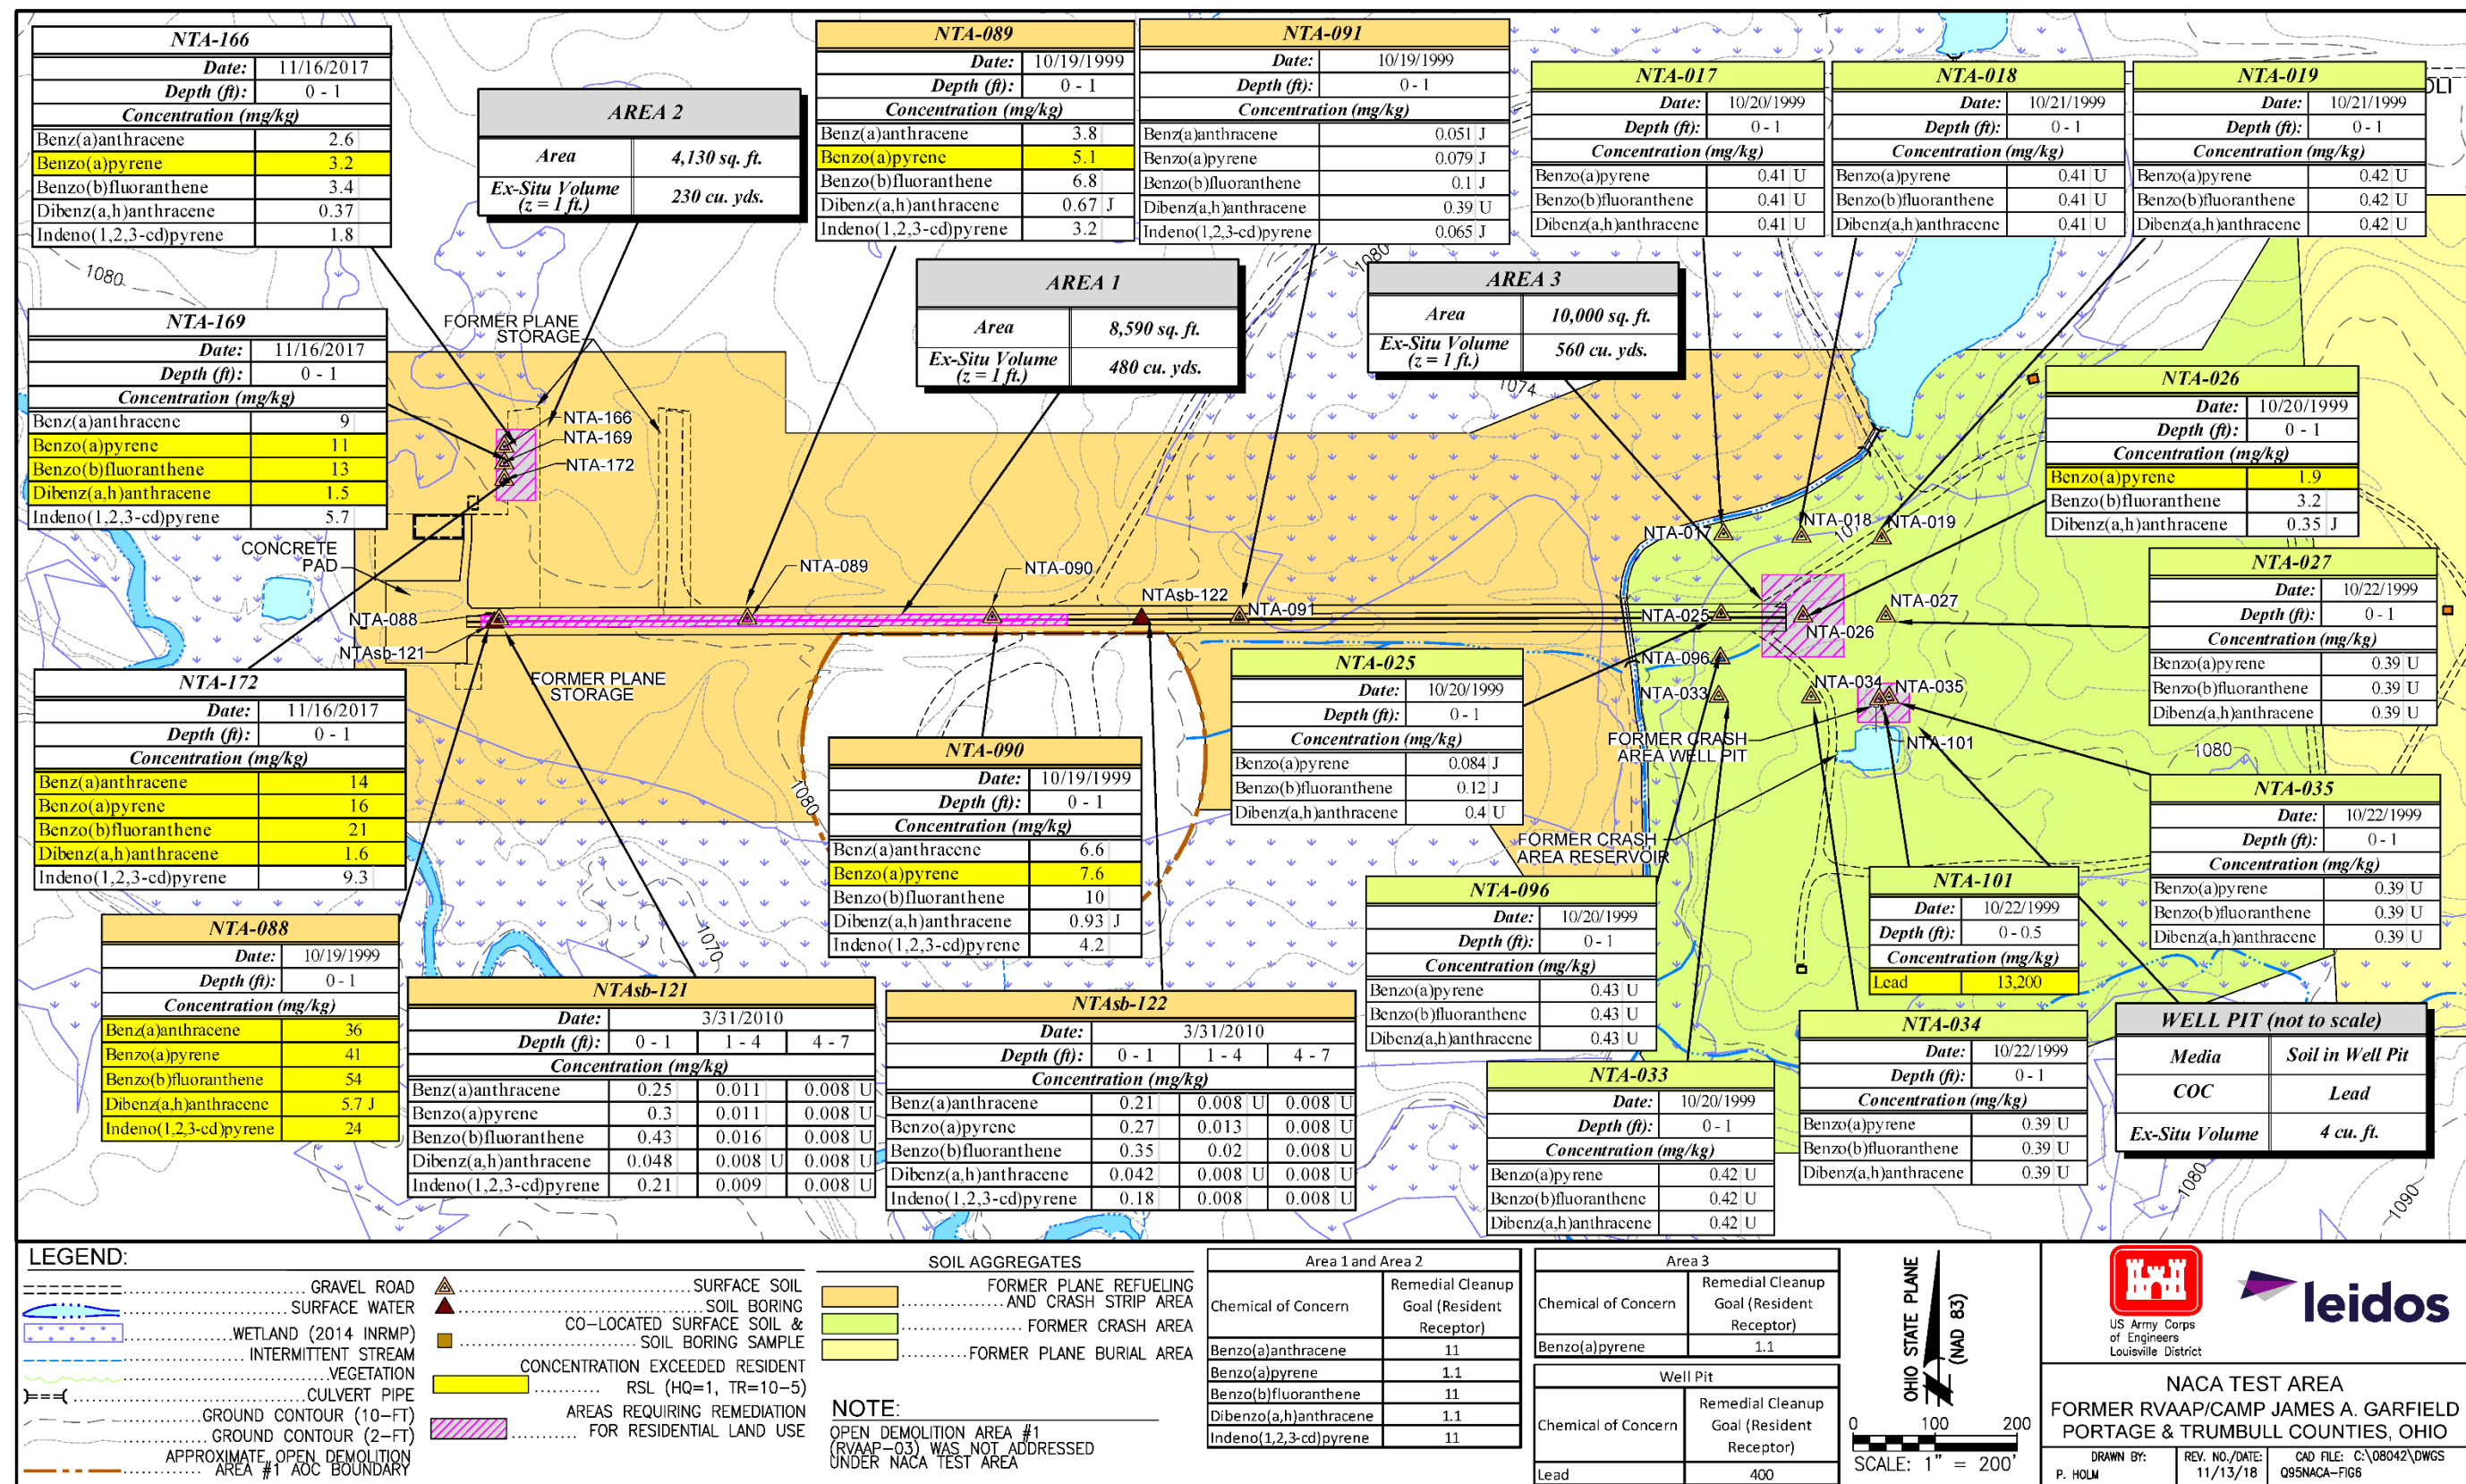 NTA-166
Date: 11/16/2017
Depth (ft): 0 - 1
Concentration (mg/kg)
Benz(a)anthracene 2.6
Benzo(a)pyrene 3.2
Benzo(b)fluoranthene 3.4
Dibenz(a,h)anthracene 0.37
Indeno(1,2,3-cd)pyrene 1.8
AREA 2
Area 4,130 sq. ft.
Ex-Situ Volume
(z = 1 ft.) 230 cu. yds.
NTA-089
Date: 10/19/1999
Depth (ft): 0 - 1
Concentration (mg/kg)
Benz(a)anthracene 3.8
Benzo(a)pyrene 5.1
Benzo(b)fluoranthene 6.8
Dibenz(a,h)anthracene 0.67 J
Indeno(1,2,3-cd)pyrene 3.2
NTA-091
Date: 10/19/1999
Depth (ft): 0 - 1
Concentration (mg/kg)
Benz(a)anthracene 0.051 J
Benzo(a)pyrene 0.079 J
Benzo(b)fluoranthene 0.1 J
Dibenz(a,h)anthracene 0.39 U
Indeno(1,2,3-cd)pyrene 0.065 J
NTA-017
Date: 10/20/1999
Depth (ft): 0 - 1
Concentration (mg/kg)
Benzo(a)pyrene 0.41 U
Benzo(b)fluoranthene 0.41 U
Dibenz(a,h)anthracene 0.41 U
NTA-018
Date: 10/21/1999
Depth (ft): 0 - 1
Concentration (mg/kg)
Benzo(a)pyrene 0.41 U
Benzo(b)fluoranthene 0.41 U
Dibenz(a,h)anthracene 0.41 U
NTA-019
Date: 10/21/1999
Depth (ft): 0 - 1
Concentration (mg/kg)
Benzo(a)pyrene 0.42 U
Benzo(b)fluoranthene 0.42 U
Dibenz(a,h)anthracene 0.42 U
1080
1080
AREA 1
Area 8,590 sq. ft.
Ex-Situ Volume
(z = 1 ft.) 480 cu. yds.
AREA 3
Area 10,000 sq. ft.
Ex-Situ Volume
(z = 1 ft.) 560 cu. yds.
1074
NTA-169
Date: 11/16/2017
Depth (ft): 0 - 1
Concentration (mg/kg)
Benz(a)anthracene 9
Benzo(a)pyrene 11
Benzo(b)fluoranthene 13
Dibenz(a,h)anthracene 1.5
Indeno(1,2,3-cd)pyrene 5.7
FORMER PLANE
STORAGE
NTA-166
NTA-169
NTA-172
NTA-026
Date: 10/20/1999
Depth (ft): 0 - 1
Concentration (mg/kg)
Benzo(a)pyrene 1.9
Benzo(b)fluoranthene 3.2
Dibenz(a,h)anthracene 0.35 J
CONCRETE
PAD
NTA-088
NTAsb-121
NTA-089
NTA-090
NTAsb-122
NTA-091
NTA-017
NTA-018
NTA-019
NTA-025
NTA-026
NTA-027
NTA-096
NTA-033
NTA-034
NTA-035
NTA-101
FORMER PLANE
STORAGE
FORMER CRASH
AREA WELL PIT
FORMER CRASH
AREA RESERVOIR
1080
1080
1070
NTA-027
Date: 10/22/1999
Depth (ft): 0 - 1
Concentration (mg/kg)
Benzo(a)pyrene 0.39 U
Benzo(b)fluoranthene 0.39 U
Dibenz(a,h)anthracene 0.39 U
NTA-172
Date: 11/16/2017
Depth (ft): 0 - 1
Concentration (mg/kg)
Benz(a)anthracene 14
Benzo(a)pyrene 16
Benzo(b)fluoranthene 21
Dibenz(a,h)anthracene 1.6
Indeno(1,2,3-cd)pyrene 9.3
NTA-025
Date: 10/20/1999
Depth (ft): 0 - 1
Concentration (mg/kg)
Benzo(a)pyrene 0.084 J
Benzo(b)fluoranthene 0.12 J
Dibenz(a,h)anthracene 0.4 U
NTA-090
Date: 10/19/1999
Depth (ft): 0 - 1
Concentration (mg/kg)
Benz(a)anthracene 6.6
Benzo(a)pyrene 7.6
Benzo(b)fluoranthene 10
Dibenz(a,h)anthracene 0.93 J
Indeno(1,2,3-cd)pyrene 4.2
NTA-035
Date: 10/22/1999
Depth (ft): 0 - 1
Concentration (mg/kg)
Benzo(a)pyrene 0.39 U
Benzo(b)fluoranthene 0.39 U
Dibenz(a,h)anthracene 0.39 U
NTA-096
Date: 10/20/1999
Depth (ft): 0 - 1
Concentration (mg/kg)
Benzo(a)pyrene 0.43 U
Benzo(b)fluoranthene 0.43 U
Dibenz(a,h)anthracene 0.43 U
NTA-101
Date: 10/22/1999
Depth (ft): 0 - 0.5
Concentration (mg/kg)
Lead 13,200
NTA-088
Date: 10/19/1999
Depth (ft): 0 - 1
Concentration (mg/kg)
Benz(a)anthracene 36
Benzo(a)pyrene 41
Benzo(b)fluoranthene 54
Dibenz(a,h)anthracene 5.7 J
Indeno(1,2,3-cd)pyrene 24
NTAsb-121
Date: 3/31/2010
Depth (ft): 0 - 1 1 - 4 4 - 7
Concentration (mg/kg)
Benz(a)anthracene 0.25 0.011 0.008 U
Benzo(a)pyrene 0.3 0.011 0.008 U
Benzo(b)fluoranthene 0.43 0.016 0.008 U
Dibenz(a,h)anthracene 0.048 0.008 U 0.008 U
Indeno(1,2,3-cd)pyrene 0.21 0.009 0.008 U
NTAsb-122
Date: 3/31/2010
Depth (ft): 0 - 1 1 - 4 4 - 7
Concentration (mg/kg)
Benz(a)anthracene 0.21 0.008 U 0.008 U
Benzo(a)pyrene 0.27 0.013 0.008 U
Benzo(b)fluoranthene 0.35 0.02 0.008 U
Dibenz(a,h)anthracene 0.042 0.008 U 0.008 U
Indeno(1,2,3-cd)pyrene 0.18 0.008 0.008 U
NTA-033
Date: 10/20/1999
Depth (ft): 0 - 1
Concentration (mg/kg)
Benzo(a)pyrene 0.42 U
Benzo(b)fluoranthene 0.42 U
Dibenz(a,h)anthracene 0.42 U
NTA-034
Date: 10/22/1999
Depth (ft): 0 - 1
Concentration (mg/kg)
Benzo(a)pyrene 0.39 U
Benzo(b)fluoranthene 0.39 U
Dibenz(a,h)anthracene 0.39 U
WELL PIT (not to scale)
Media Soil in Well Pit
COC Lead
Ex-Situ Volume 4 cu. ft.
1080
1090
LEGEND:
GRAVEL ROAD
SURFACE WATER
WETLAND (2014 INRMP)
INTERMITTENT STREAM
VEGETATION
CULVERT PIPE
GROUND CONTOUR (10-FT)
GROUND CONTOUR (2-FT)
APPROXIMATE OPEN DEMOLITION
AREA #1 AOC BOUNDARY
SURFACE SOIL
SOIL BORING
CO-LOCATED SURFACE SOIL &
SOIL BORING SAMPLE
CONCENTRATION EXCEEDED RESIDENT
RSL (HQ=1, TR=10-5)
AREAS REQUIRING REMEDIATION
FOR RESIDENTIAL LAND USE
SOIL AGGREGATES
FORMER PLANE REFUELING
AND CRASH STRIP AREA
FORMER CRASH AREA
FORMER PLANE BURIAL AREA
NOTE:
OPEN DEMOLITION AREA #1
(RVAAP-03) WAS NOT ADDRESSED
UNDER NACA TEST AREA
Area 1 and Area 2
Chemical of Concern Remedial Cleanup
Goal (Resident
Receptor)
Benzo(a)anthracene 11
Benzo(a)pyrene 1.1
Benzo(b)fluoranthene 11
Dibenzo(a,h)anthracene 1.1
Indeno(1,2,3-cd)pyrene 11
Area 3
Chemical of Concern Remedial Cleanup
Goal (Resident
Receptor)
Benzo(a)pyrene 1.1
Well Pit
Chemical of Concern Remedial Cleanup
Goal (Resident
Receptor)
Lead 400
OHIO STATE PLANE
(NAD 83)
0 100 200
SCALE: 1" = 200'
US Army Corps
of Engineers
Louisville District
leidos
NACA TEST AREA
FORMER RVAAP/CAMP JAMES A. GARFIELD
PORTAGE & TRUMBULL COUNTIES, OHIO
DRAWN BY:
P. HOLM
REV. NO./DATE:
11/13/18
CAD FILE: C:\08042\DWGS
Q95NACA-FIG6